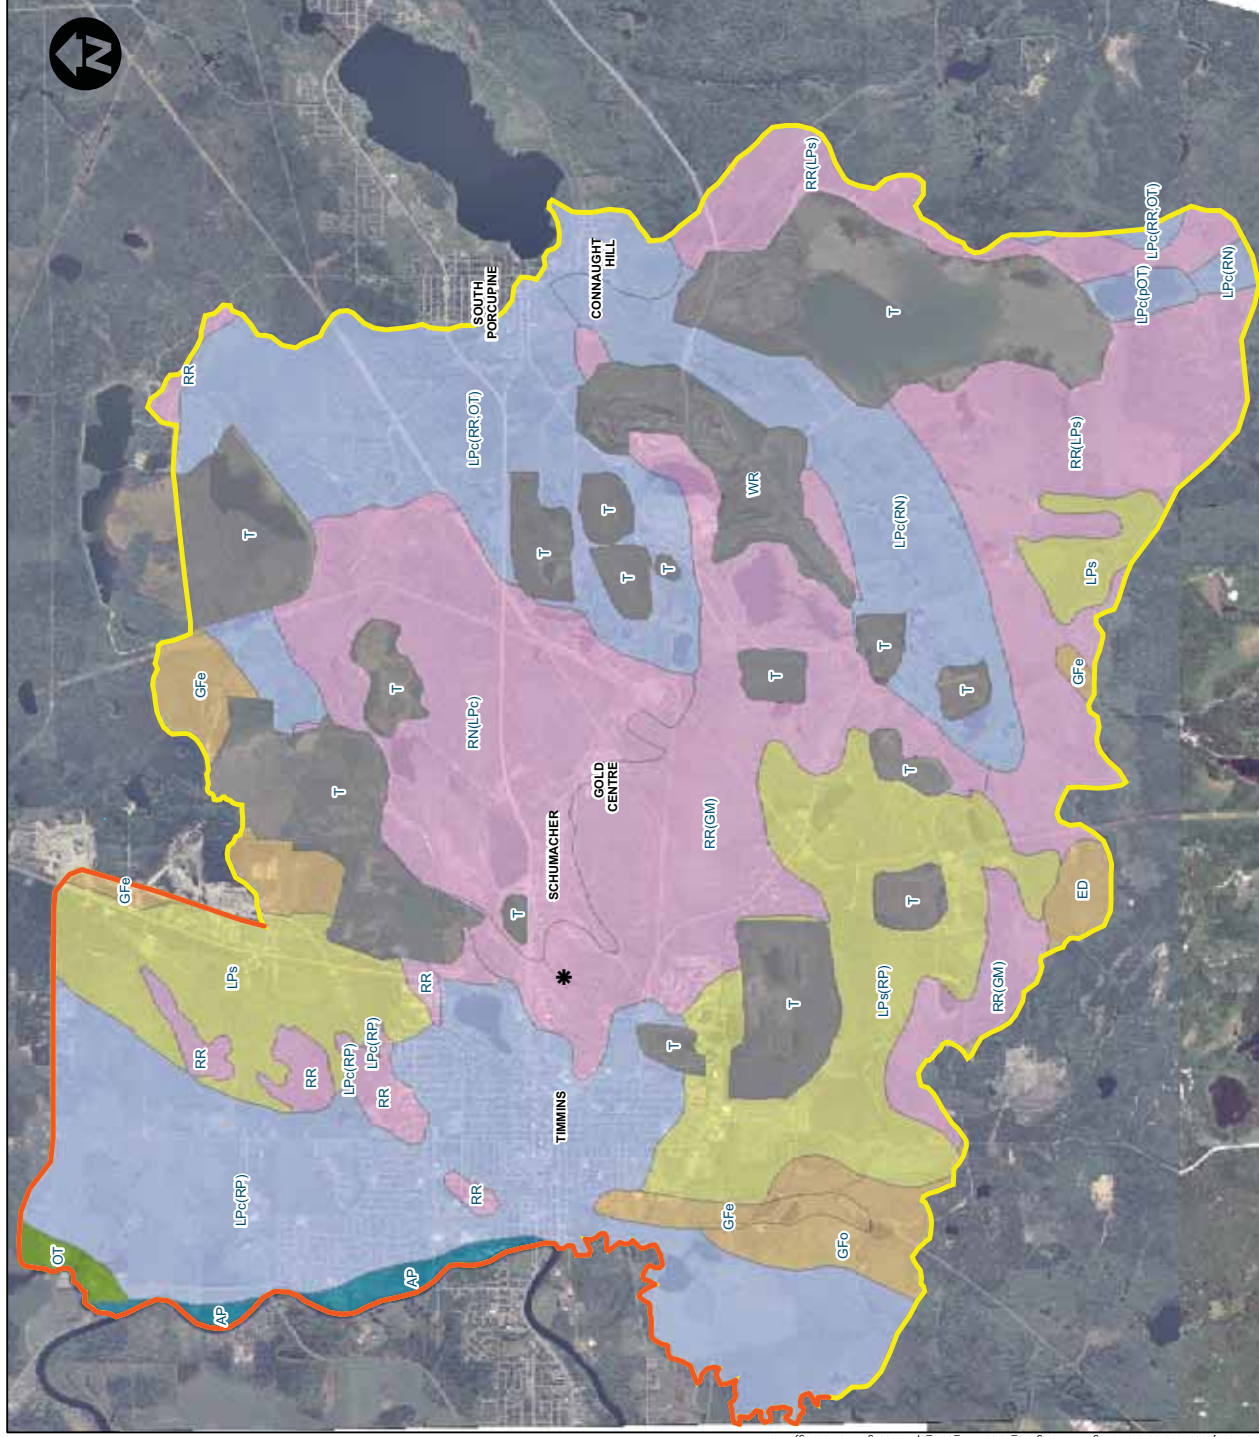 OT
N
GFe
RR
GFe
RR
AP
LPs
LPc(RP)
T
RR
T
LPc(RP)
LPc(RP)
RR
T
AP
RR
RN(LPc)
LPc(RR,OT)
RR
SOUTH
PORCUPINE
T
T
SCHUMACHER
TIMMINS
CONNAUGHT
HILL
GOLD
CENTRE
T
T
T
T
RR(GM)
GFe
WR
T
T
RR(LPs)
GFo
LPs(RP)
T
T
LPc(RN)
T
T
T
RR(GM)
RR(LPs)
GFe
ED
LPs
LPc(pOT)
LPc(RR,OT)
LPc(RN)